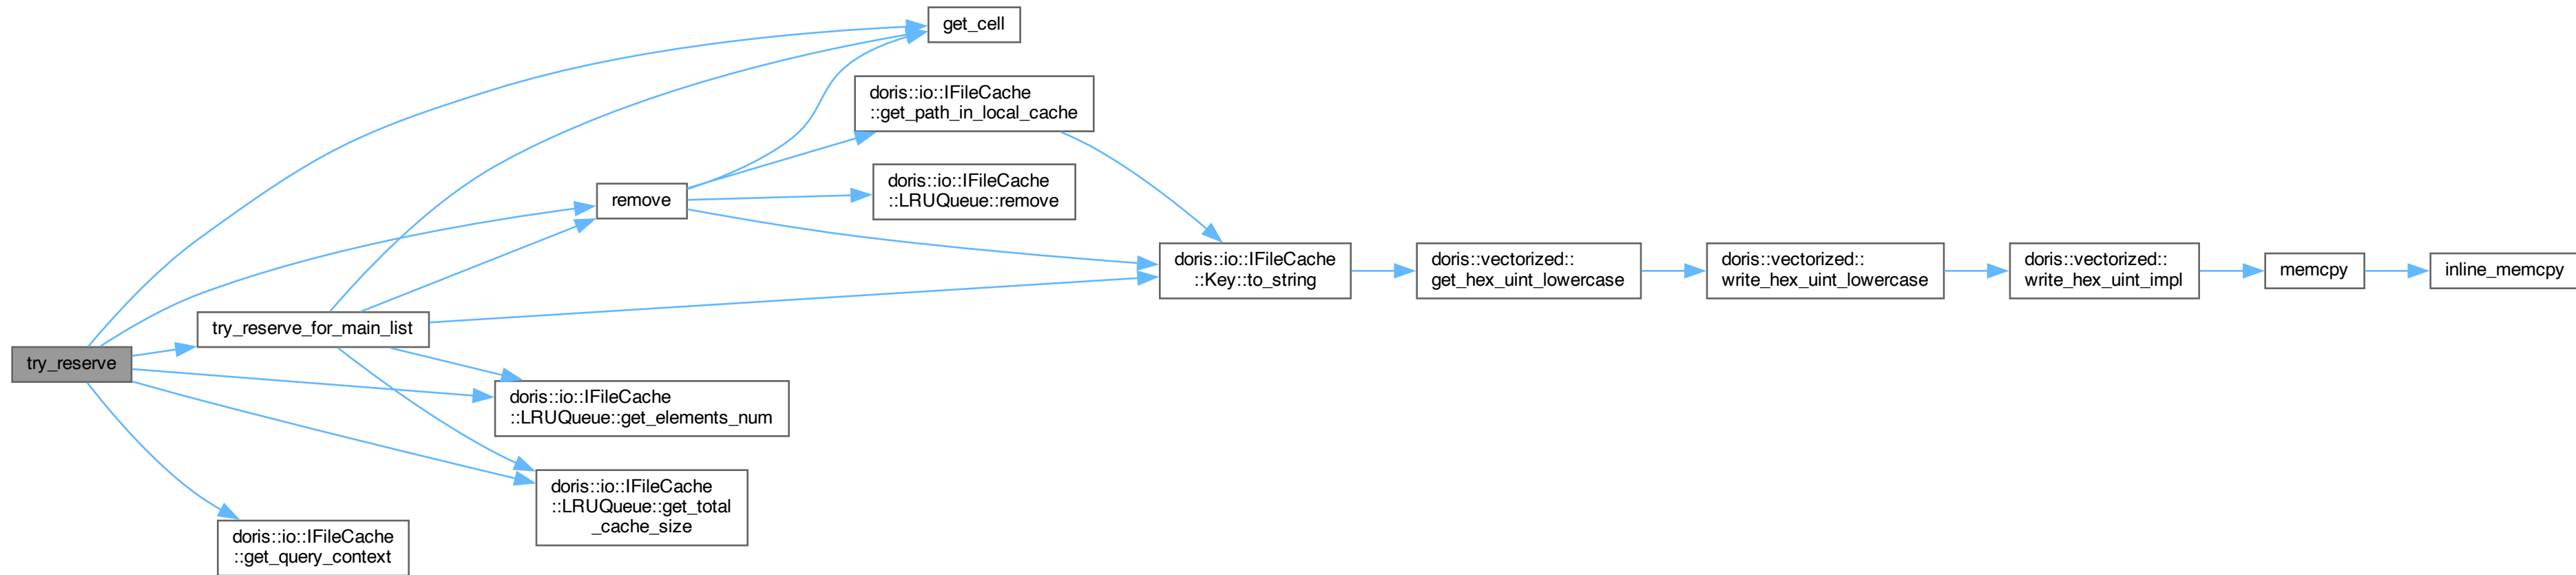 get_cell
doris::io::IFileCache
::get_path_in_local_cache
doris::io::IFileCache
::LRUQueue::remove
remove
doris::io::IFileCache
::Key::to_string
doris::vectorized::
get_hex_uint_lowercase
doris::vectorized::
write_hex_uint_lowercase
doris::vectorized::
write_hex_uint_impl
memcpy
inline_memcpy
try_reserve_for_main_list
try_reserve
doris::io::IFileCache
::LRUQueue::get_elements_num
doris::io::IFileCache
::LRUQueue::get_total
_cache_size
doris::io::IFileCache
::get_query_context